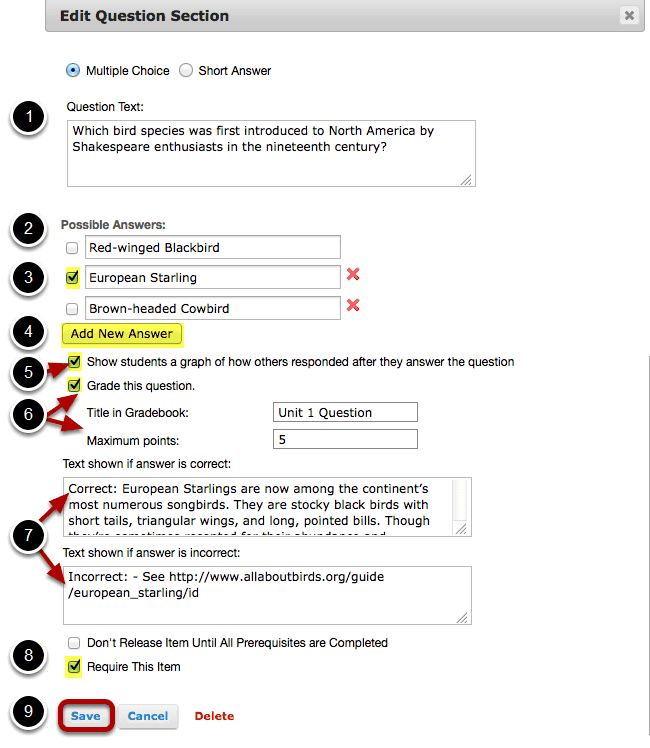 Edit Question Section
Multiple Choice Short Answer
1 Question Text:
Which bird species was first introduced to North America by
Shakespeare enthusiasts in the nineteenth century?
2 Possible Answers:
Red-winged Blackbird
3 European Starling
Brown-headed Cowbird
4 Add New Answer
5 Show students a graph of how others responded after they answer the question
Grade this question.
6 Title in Gradebook: Unit 1 Question
Maximum points: 5
Text shown if answer is correct:
Correct: European Starlings are now among the continent's
most numerous songbirds. They are stocky black birds with
short tails, triangular wings, and long, pointed bills. Though
7
Text shown if answer is incorrect:
Incorrect: - See http://www.allaboutbirds.org/guide
/european_starling/id
Don't Release Item Until All Prerequisites are Completed
8 Require This Item
9 Save Cancel Delete